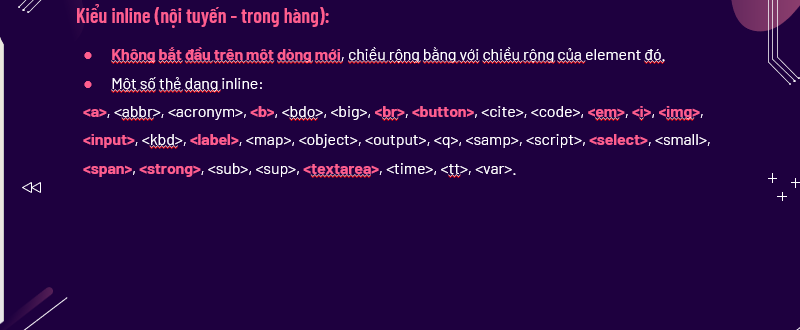 Kiểu inline (nội tuyến - trong hàng):
● Không bắt đầu trên một dòng mới, chiều rộng bằng với chiều rộng của element đó.
● Một số thẻ dạng inline:
<a>, <abbr>, <acronym>, <b>, <bdo>, <big>, <br>, <button>, <cite>, <code>, <em>, <i>, <img>,
<input>, <kbd>, <label>, <map>, <object>, <output>, <q>, <samp>, <script>, <select>, <small>,
<span>, <strong>, <sub>, <sup>, <textarea>, <time>, <tt>, <var>.